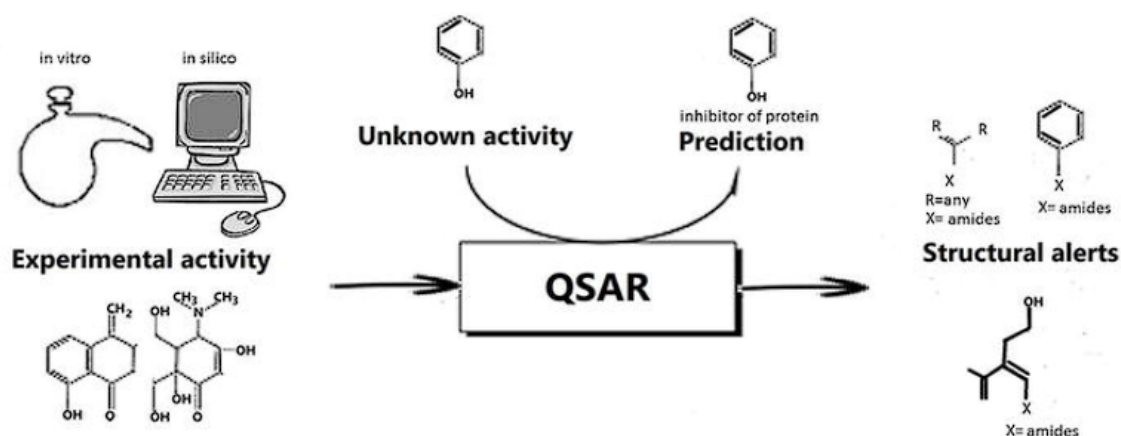 in vitro
in silico
Experimental activity
CH2
OH
O
CH3
CH3
N
OH
OH
OH
OH
O
OH
Unknown activity
OH
inhibitor of protein
Prediction
QSAR
R
R
X
R=any
X= amides
X
X= amides
Structural alerts
OH
X
X= amides